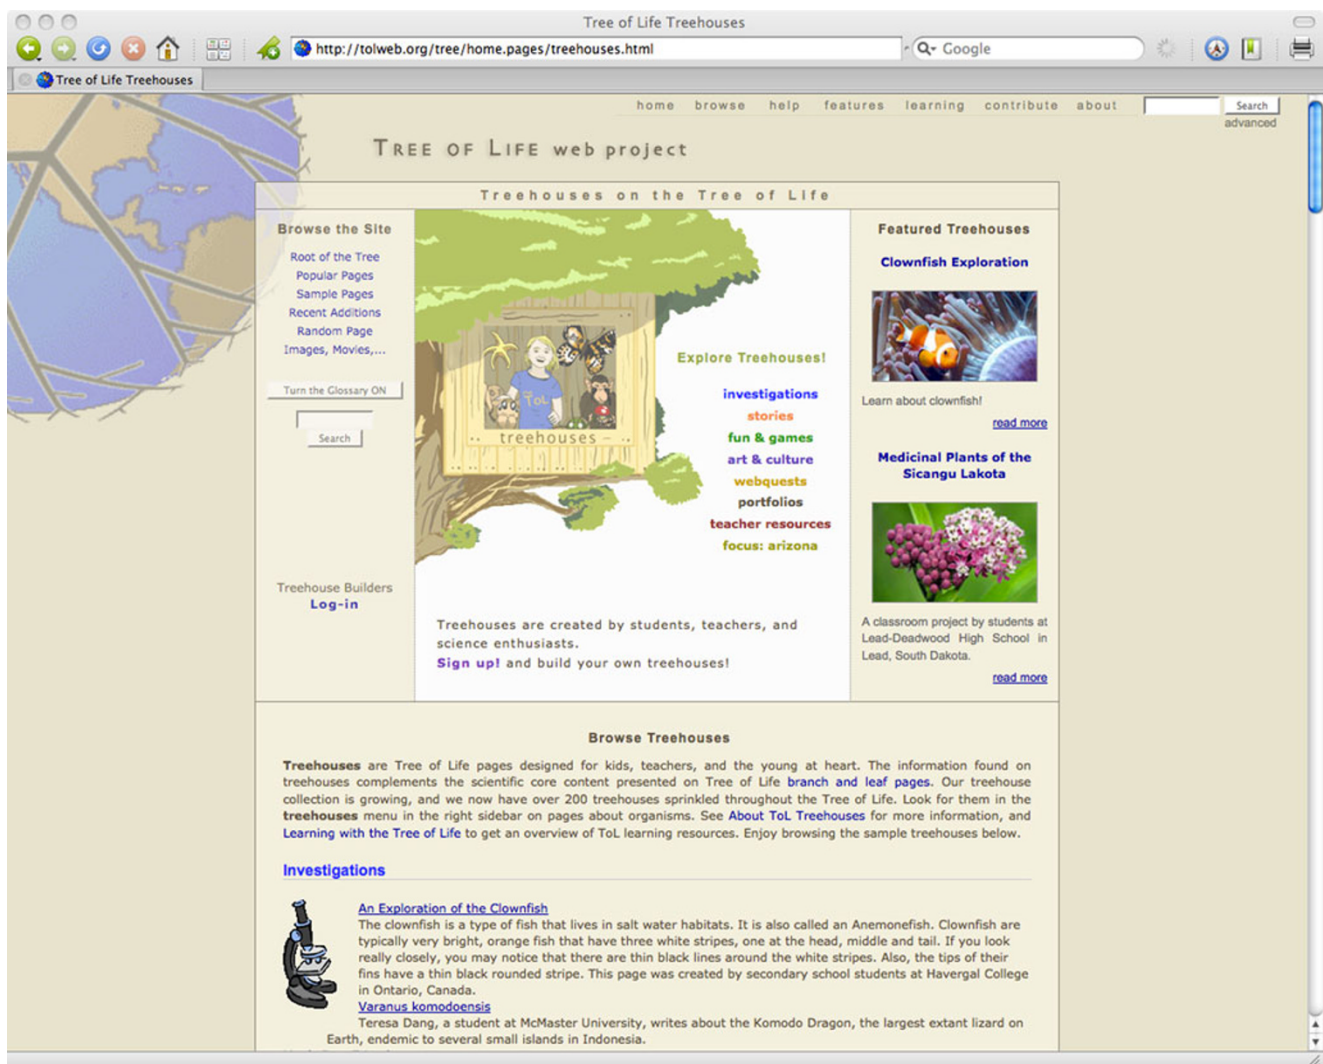 Tree of Life Treehouses
http://tolweb.org/tree/home.pages/treehouses.html
Google
Tree of Life Treehouses
home browse help features learning contribute about
Search
advanced
TREE OF LIFE web project
Treehouses on the Tree of Life
Browse the Site
Root of the Tree
Popular Pages
Sample Pages
Recent Additions
Random Page
Images, Movies,...
Turn the Glossary ON
Search
Treehouse Builders
Log-in
ToL
.. treehouses – ..
Explore Treehouses!
investigations
stories
fun & games
art & culture
webquests
portfolios
teacher resources
focus: arizona
Treehouses are created by students, teachers, and
science enthusiasts.
Sign up! and build your own treehouses!
Featured Treehouses
Clownfish Exploration
Learn about clownfish!
read more
Medicinal Plants of the
Sicangu Lakota
A classroom project by students at
Lead-Deadwood High School in
Lead, South Dakota.
read more
Browse Treehouses
Treehouses are Tree of Life pages designed for kids, teachers, and the young at heart. The information found on
treehouses complements the scientific core content presented on Tree of Life branch and leaf pages. Our treehouse
collection is growing, and we now have over 200 treehouses sprinkled throughout the Tree of Life. Look for them in the
treehouses menu in the right sidebar on pages about organisms. See About ToL Treehouses for more information, and
Learning with the Tree of Life to get an overview of ToL learning resources. Enjoy browsing the sample treehouses below.
Investigations
An Exploration of the Clownfish
The clownfish is a type of fish that lives in salt water habitats. It is also called an Anemonefish. Clownfish are
typically very bright, orange fish that have three white stripes, one at the head, middle and tail. If you look
really closely, you may notice that there are thin black lines around the white stripes. Also, the tips of their
fins have a thin black rounded stripe. This page was created by secondary school students at Havergal College
in Ontario, Canada.
Varanus komodoensis
Teresa Dang, a student at McMaster University, writes about the Komodo Dragon, the largest extant lizard on
Earth, endemic to several small islands in Indonesia.